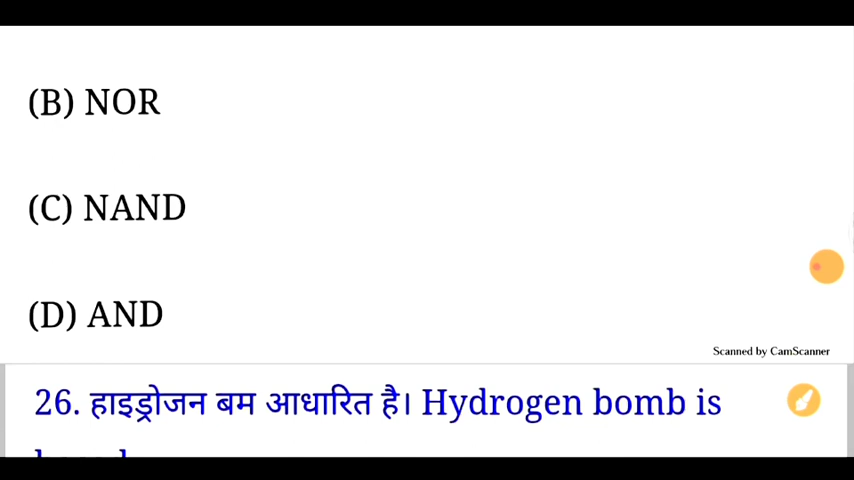 (B) NOR
(C) NAND
(D) AND
Scanned by CamScanner
26. हाइड्रोजन बम आधारित है। Hydrogen bomb is